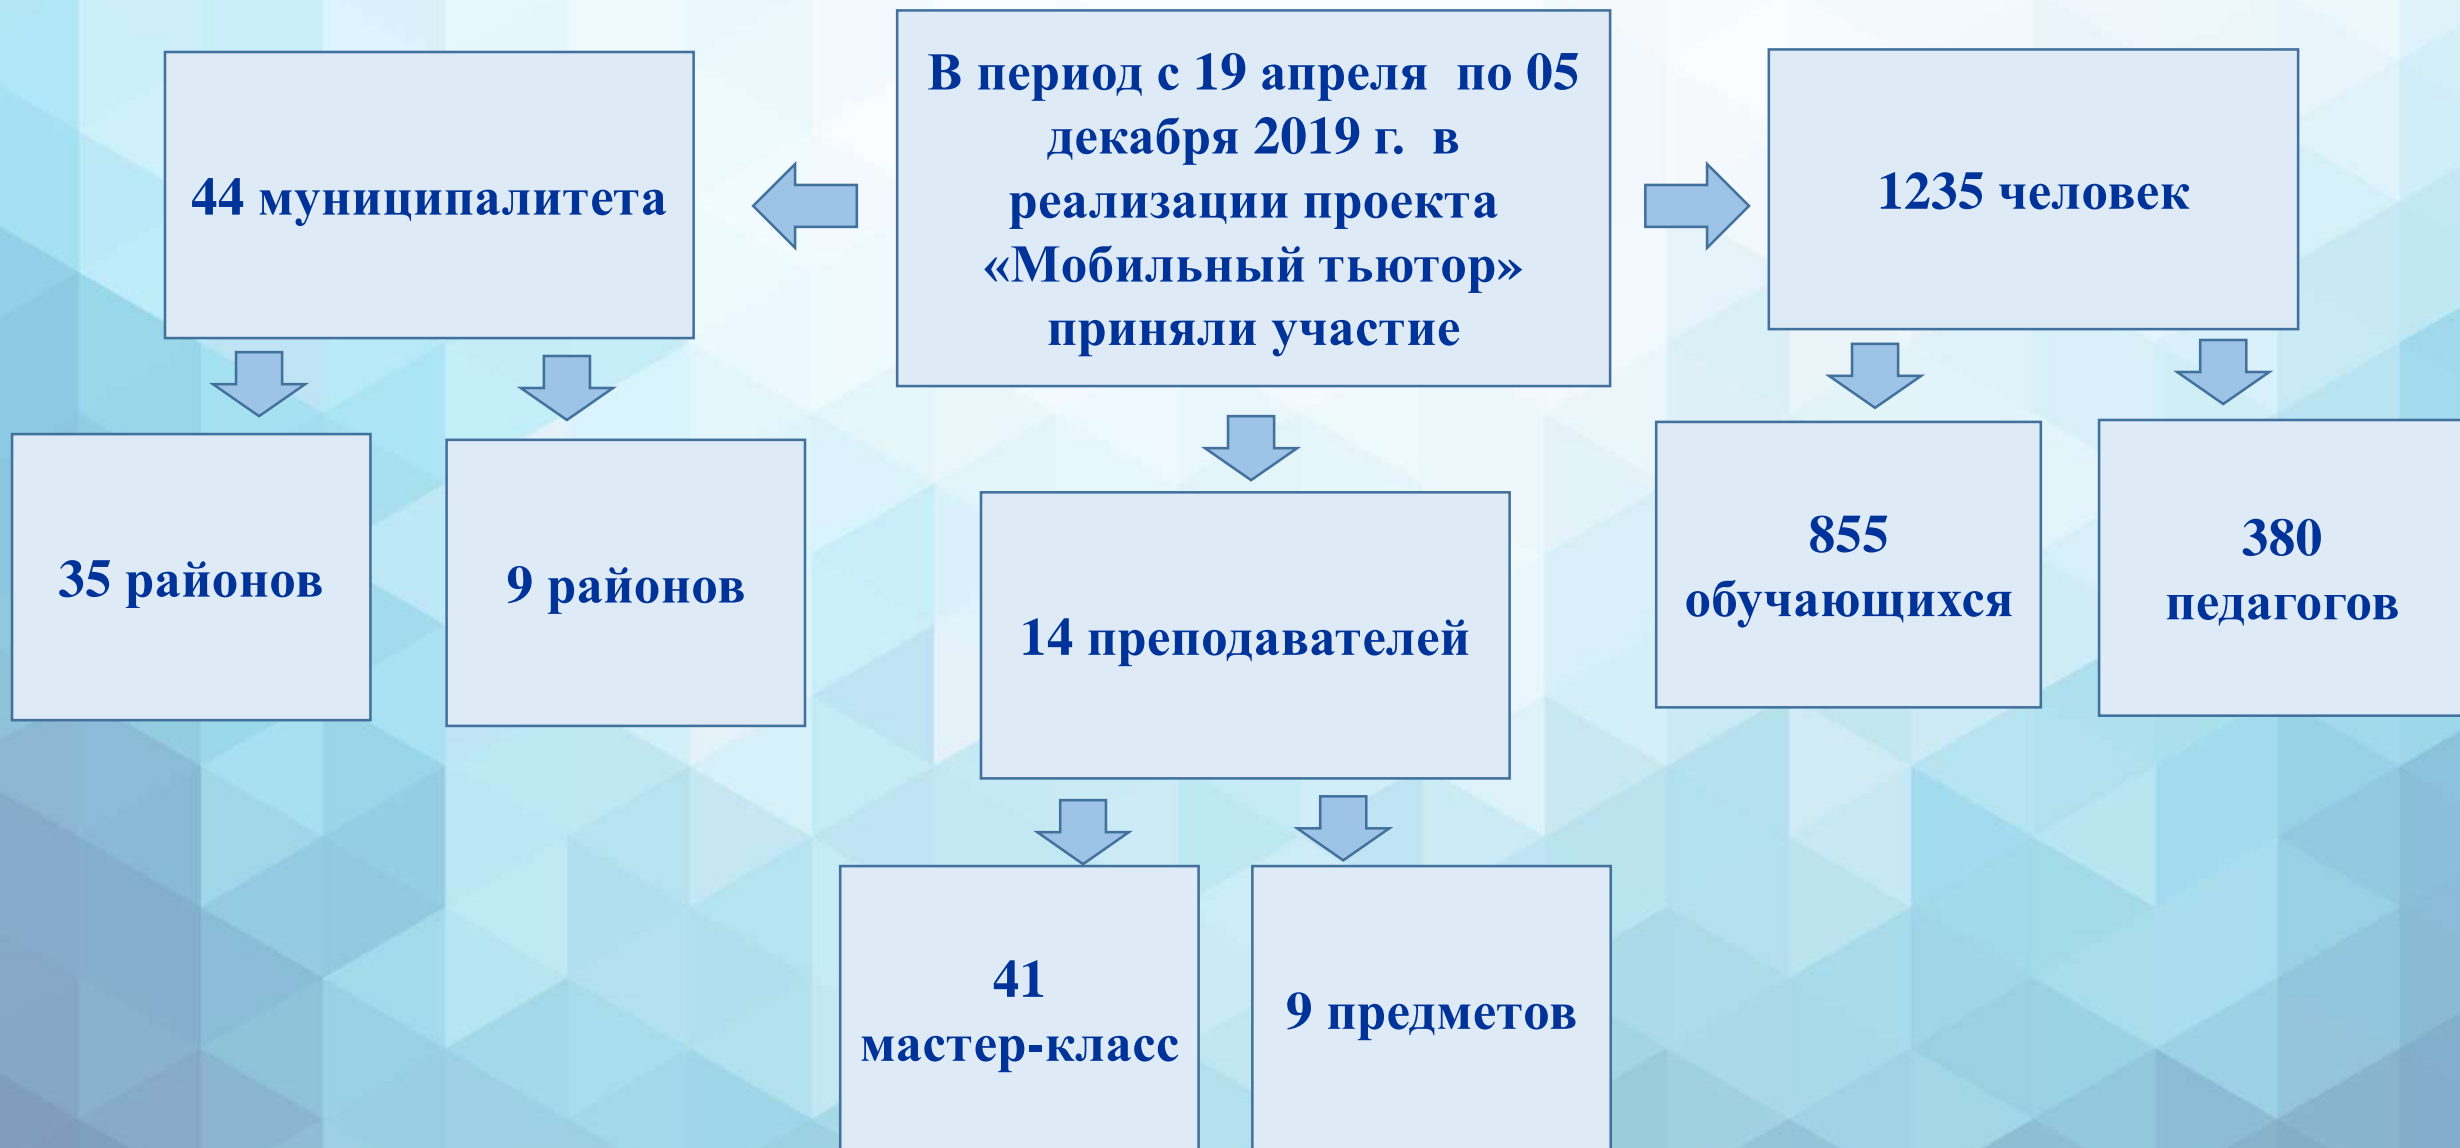 В период с 19 апреля по 05
декабря 2019 г. в
реализации проекта
«Мобильный тьютор»
приняли участие
44 муниципалитета
1235 человек
35 районов
9 районов
14 преподавателей
855
обучающихся
380
педагогов
41
мастер-класс
9 предметов